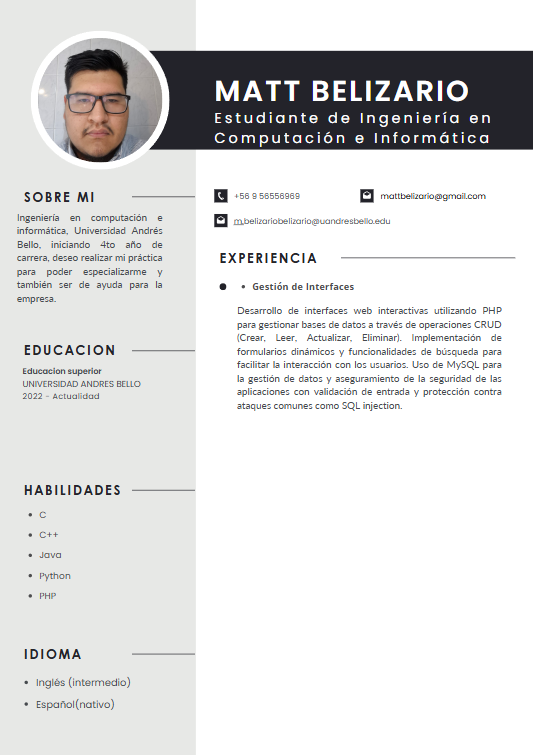 MATT BELIZARIO
Estudiante de Ingeniería en
Computación e Informática
SOBRE MI
Ingeniería en computación e
informática, Universidad Andrés
Bello, iniciando 4to año de
carrera, deseo realizar mi práctica
para poder especializarme y
también ser de ayuda para la
empresa.
EDUCACION
Educacion superior
UNIVERSIDAD ANDRES BELLO
2022 - Actualidad
HABILIDADES
• C
• C++
• Java
• Python
• PHP
IDIOMA
• Inglés (intermedio)
• Español(nativo)
+56 9 56556969
mattbelizario@gmail.com
m.belizariobelizario@uandresbello.edu
EXPERIENCIA
• Gestión de Interfaces
Desarrollo de interfaces web interactivas utilizando PHP
para gestionar bases de datos a través de operaciones CRUD
(Crear, Leer, Actualizar, Eliminar). Implementación de
formularios dinámicos y funcionalidades de búsqueda para
facilitar la interacción con los usuarios. Uso de MySQL para
la gestión de datos y aseguramiento de la seguridad de las
aplicaciones con validación de entrada y protección contra
ataques comunes como SQL injection.